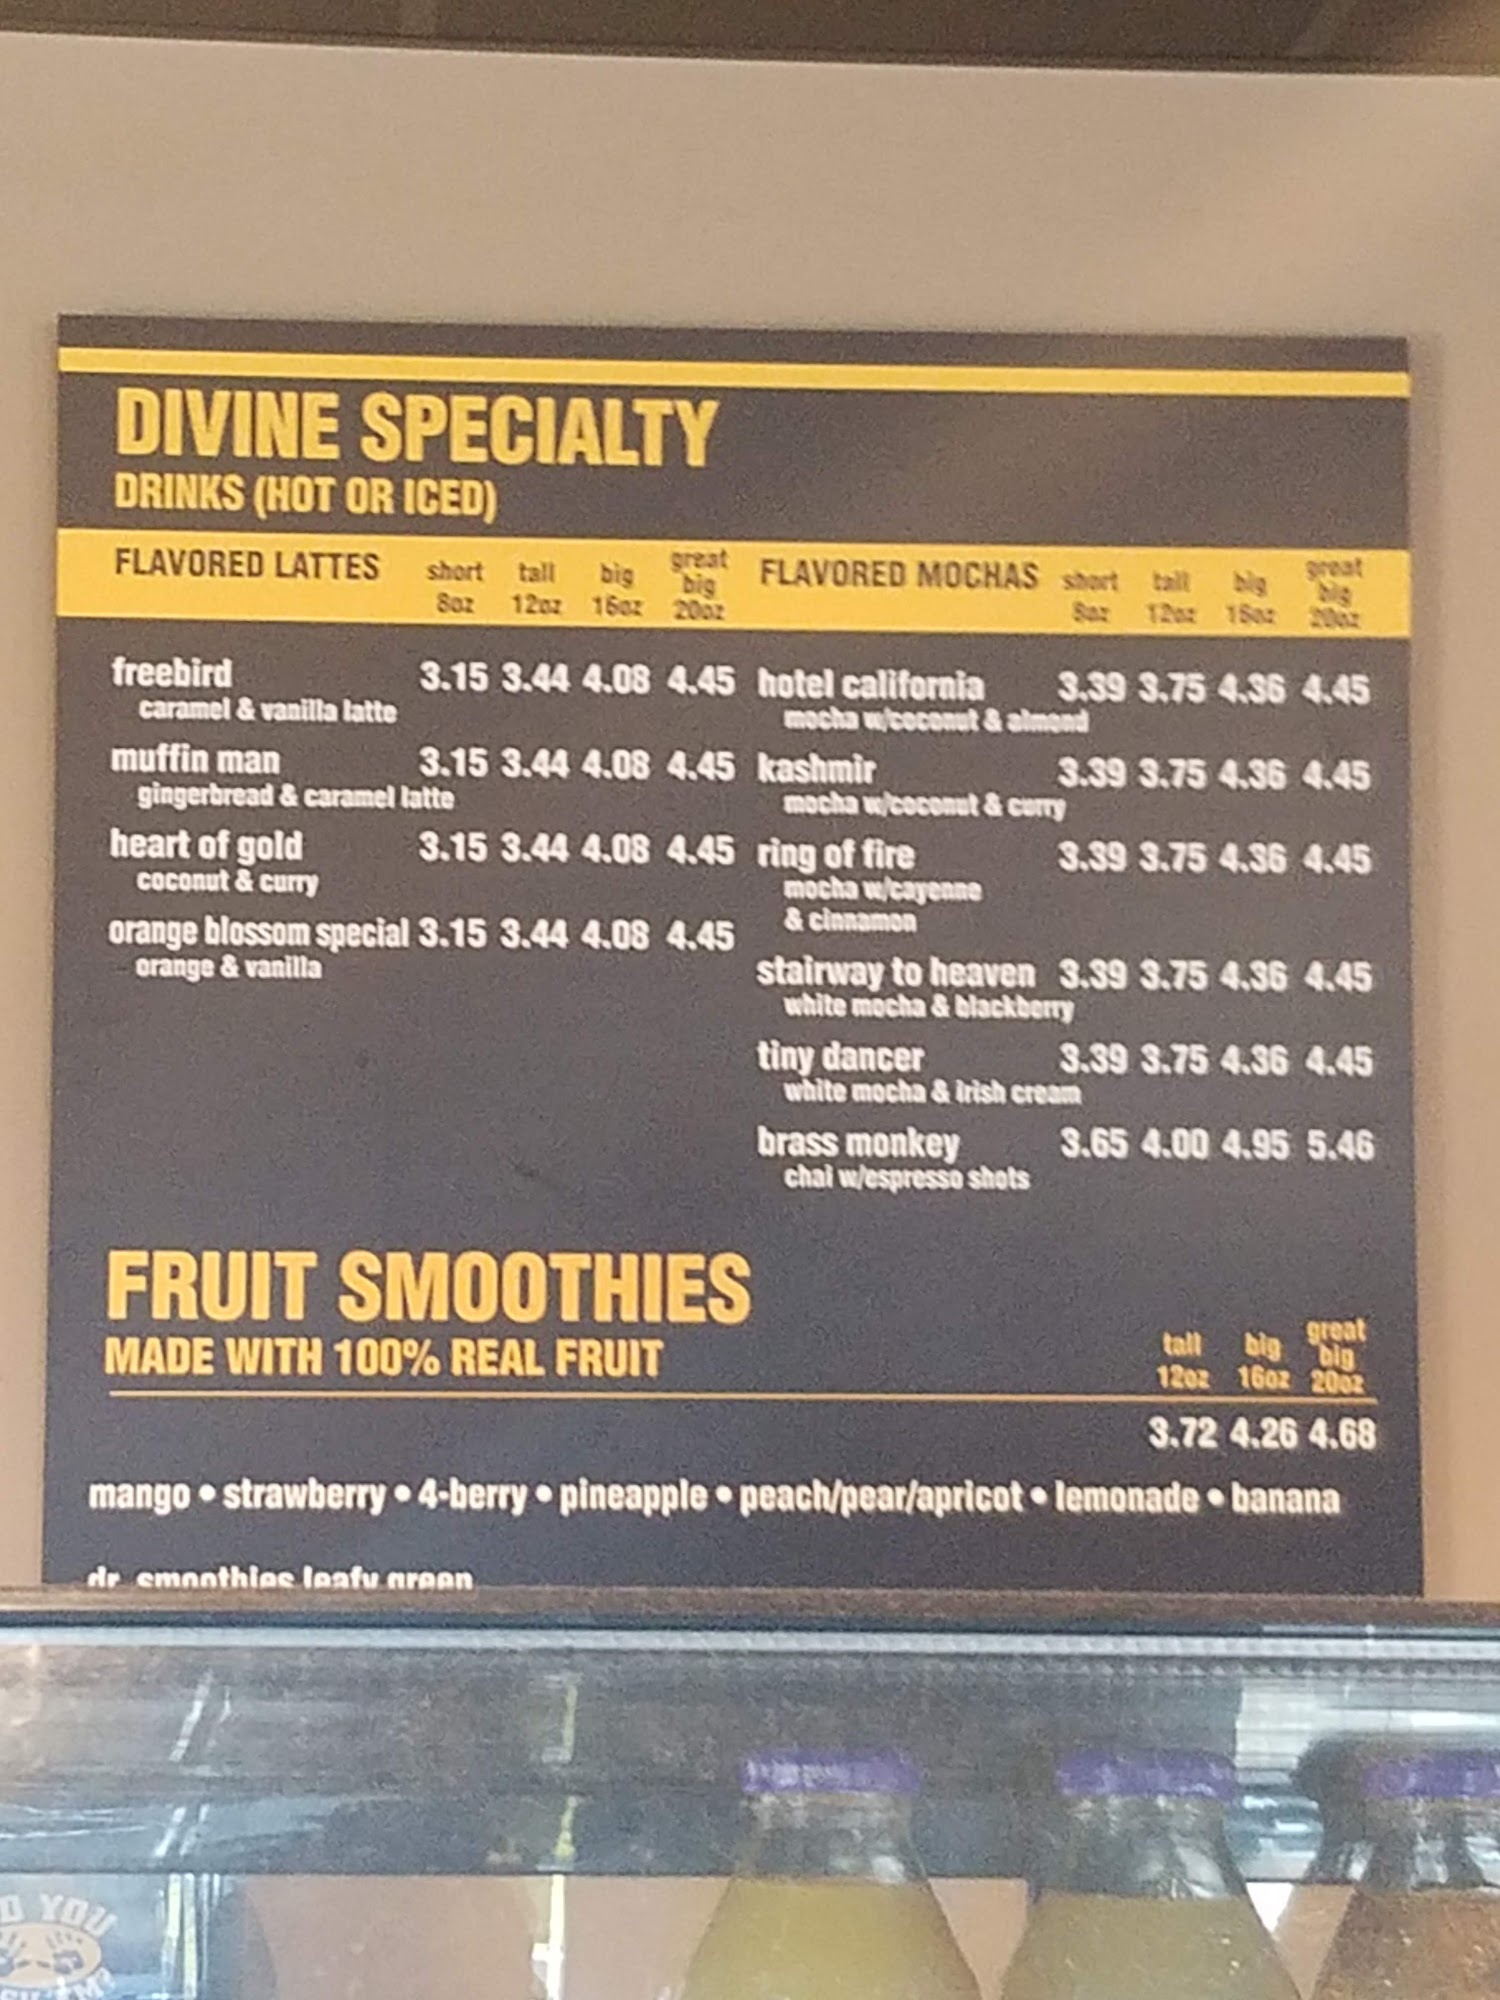 DIVINE SPECIALTY
DRINKS (HOT OR ICED)
FLAVORED LATTES short 8oz tall 12oz big 16oz great big 20oz
freebird 3.15 3.44 4.08 4.45
caramel & vanilla latte
muffin man 3.15 3.44 4.08 4.45
gingerbread & caramel latte
heart of gold 3.15 3.44 4.08 4.45
coconut & curry
orange blossom special 3.15 3.44 4.08 4.45
orange & vanilla
FLAVORED MOCHAS short 8oz tall 12oz big 16oz great big 20oz
hotel california 3.39 3.75 4.36 4.45
mocha w/coconut & almond
kashmir 3.39 3.75 4.36 4.45
mocha w/coconut & curry
ring of fire 3.39 3.75 4.36 4.45
mocha w/cayenne
& cinnamon
stairway to heaven 3.39 3.75 4.36 4.45
white mocha & blackberry
tiny dancer 3.39 3.75 4.36 4.45
white mocha & irish cream
brass monkey 3.65 4.00 4.95 5.46
chai w/espresso shots
FRUIT SMOOTHIES
MADE WITH 100% REAL FRUIT
tall 12oz big 16oz great big 20oz
3.72 4.26 4.68
mango • strawberry • 4-berry • pineapple • peach/pear/apricot • lemonade • banana
dr. smoothies leafy green
YOU